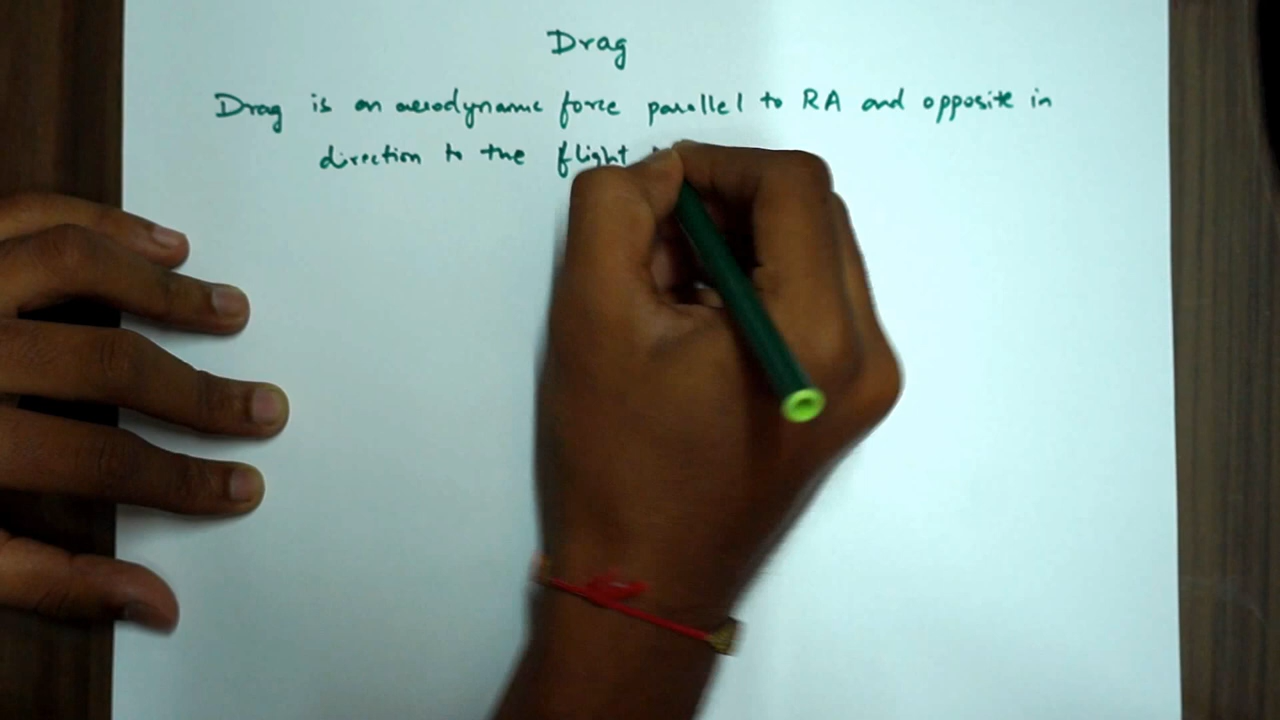 Drag
Drag is an aerodynamic force parallel to RA and opposite in
direction to the flight